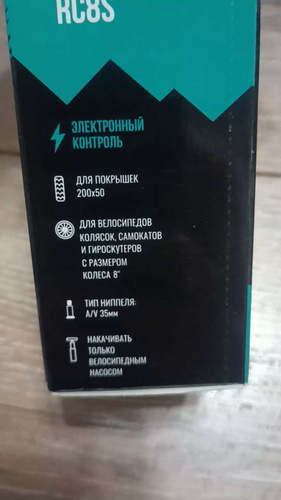 RC8S
ЭЛЕКТРОННЫЙ
КОНТРОЛЬ
ДЛЯ ПОКРЫШЕК
200x50
ДЛЯ ВЕЛОСИПЕДОВ
КОЛЯСОК, САМОКАТОВ
И ГИРОСКУТЕРОВ
С РАЗМЕРОМ
КОЛЕСА 8"
ТИП НИППЕЛЯ:
A/V 35мм
НАКАЧИВАТЬ
ТОЛЬКО
ВЕЛОСИПЕДНЫМ
НАСОСОМ